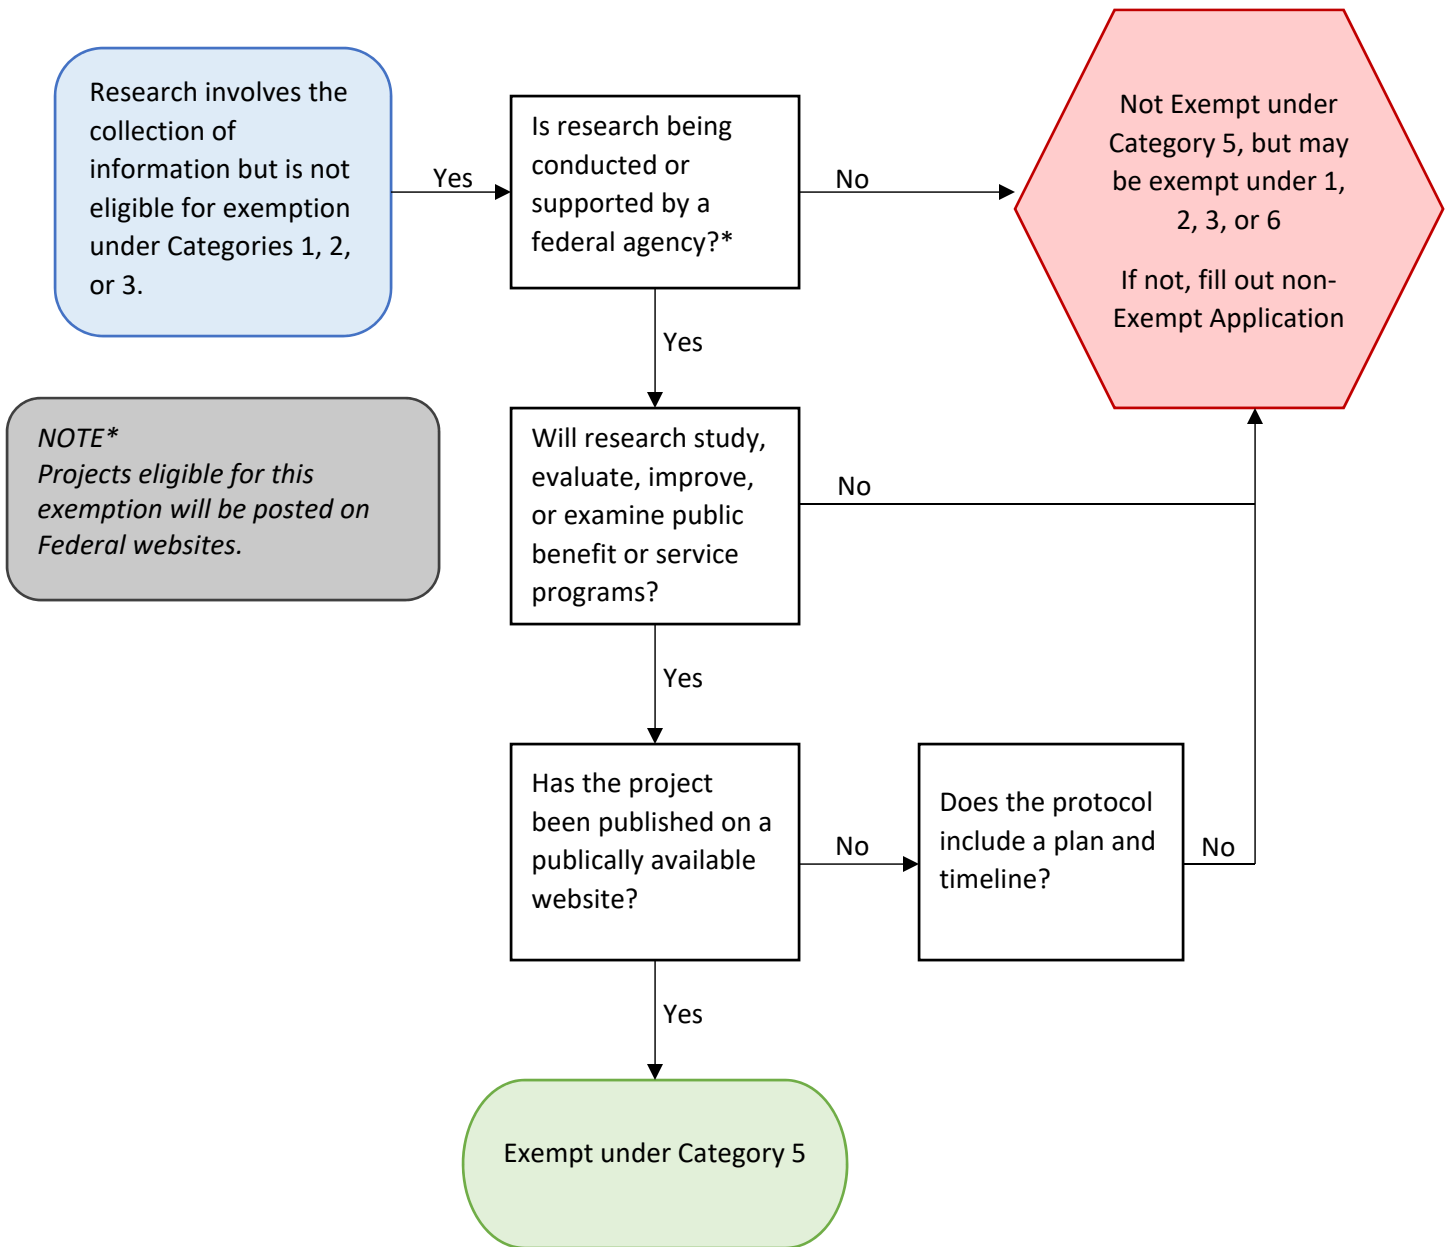 Research involves the
collection of
information but is not
eligible for exemption
under Categories 1, 2,
or 3.
Yes
Is research being
conducted or
supported by a
federal agency?*
No
Not Exempt under
Category 5, but may
be exempt under 1,
2, 3, or 6
If not, fill out non-
Exempt Application
Yes
NOTE*
Projects eligible for this
exemption will be posted on
Federal websites.
Will research study,
evaluate, improve,
or examine public
benefit or service
programs?
No
Yes
Has the project
been published on a
publically available
website?
No
Does the protocol
include a plan and
timeline?
No
Yes
Exempt under Category 5